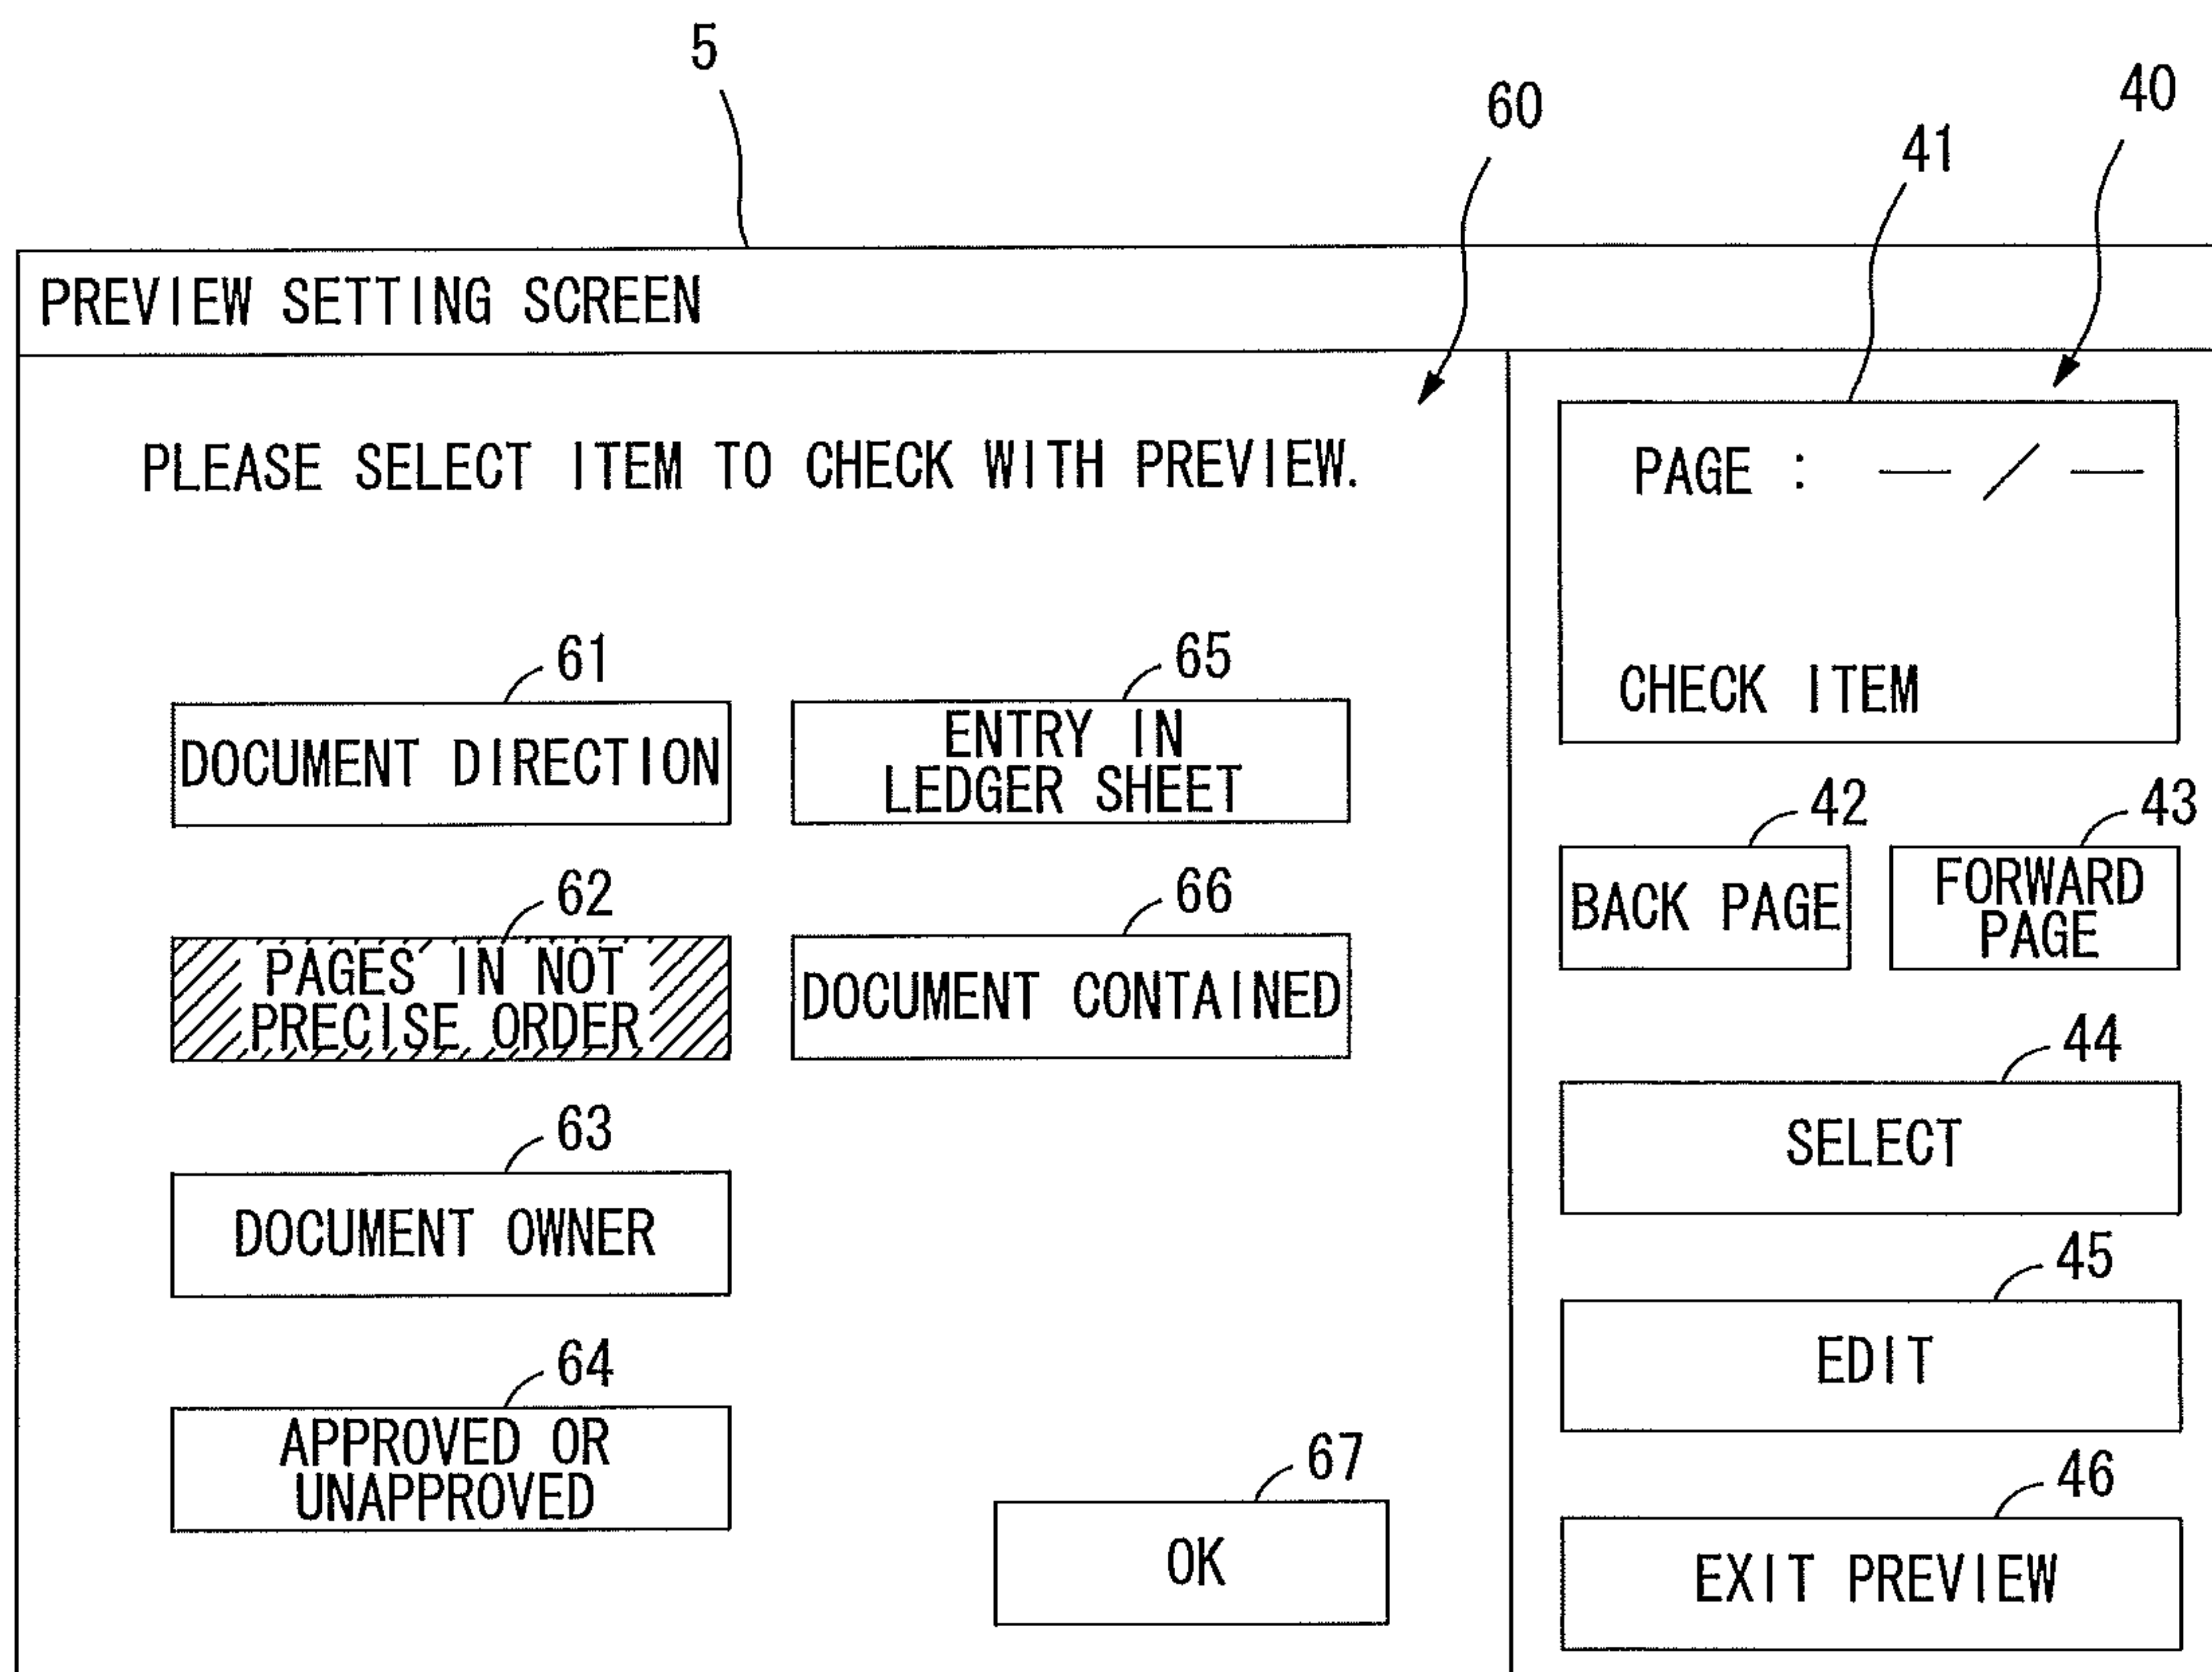 5
60
41
40
PREVIEW SETTING SCREEN
PLEASE SELECT ITEM TO CHECK WITH PREVIEW.
61
DOCUMENT DIRECTION
65
ENTRY IN
LEDGER SHEET
62
PAGES IN NOT
PRECISE ORDER
66
DOCUMENT CONTAINED
63
DOCUMENT OWNER
64
APPROVED OR
UNAPPROVED
67
OK
PAGE : — / —
CHECK ITEM
42
BACK PAGE
43
FORWARD
PAGE
44
SELECT
45
EDIT
46
EXIT PREVIEW